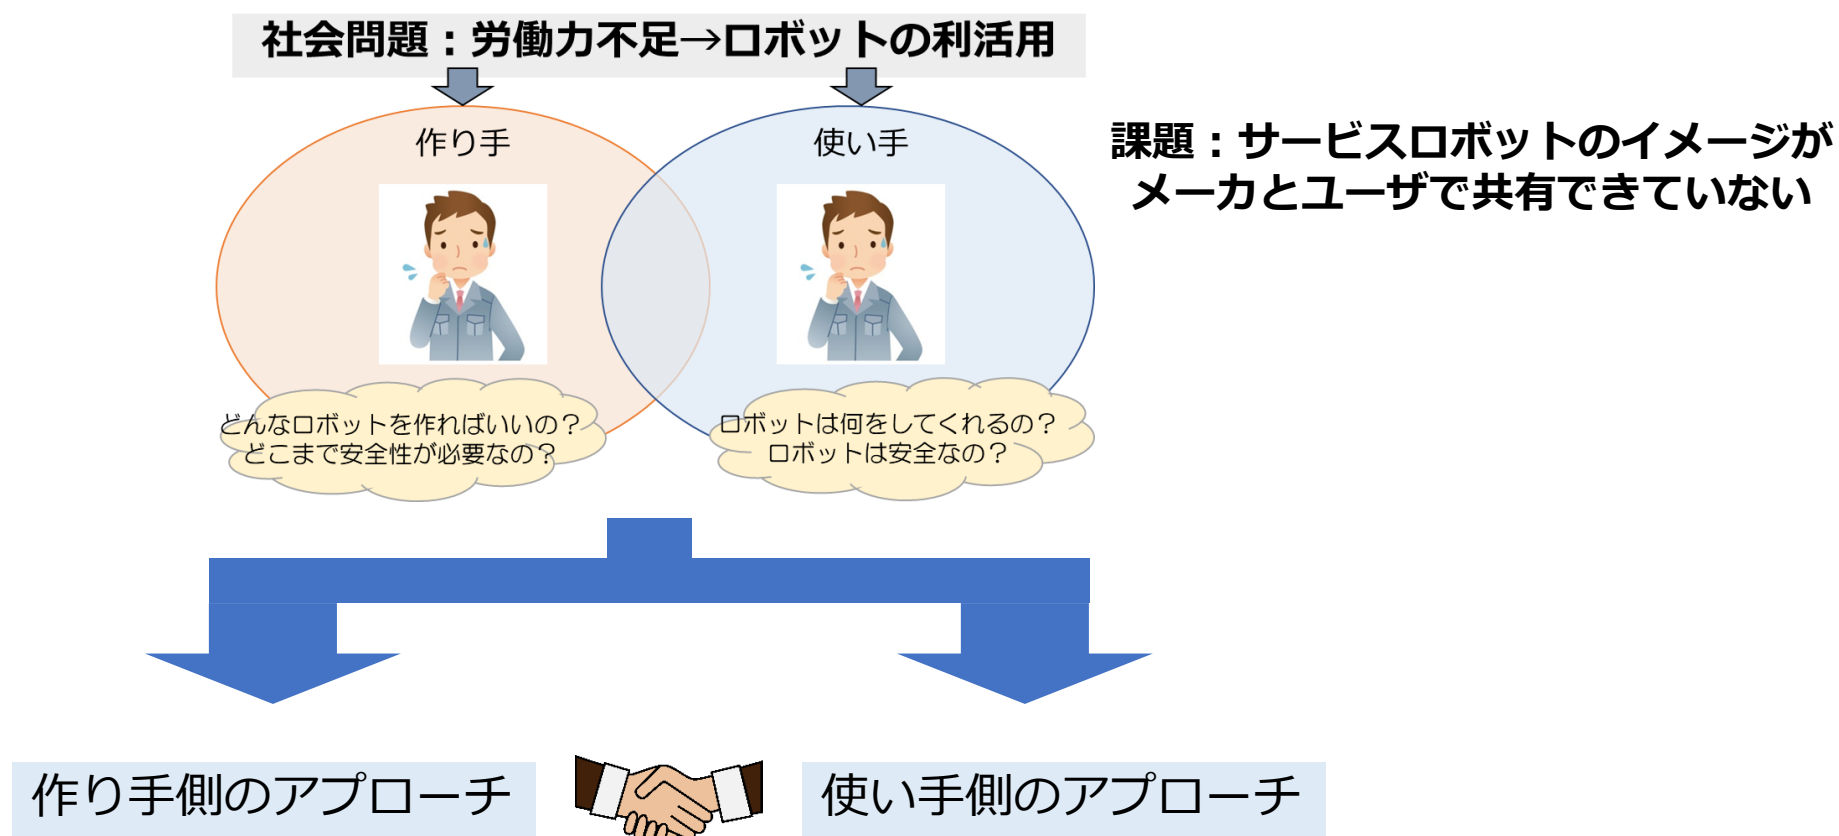 社会問題：労働力不足→ロボットの利活用
作り手
使い手
課題：サービスロボットのイメージが
メーカとユーザで共有できていない
どんなロボットを作ればいいの？
どこまで安全性が必要なの？
ロボットは何をしてくれるの？
ロボットは安全なの？
作り手側のアプローチ
使い手側のアプローチ